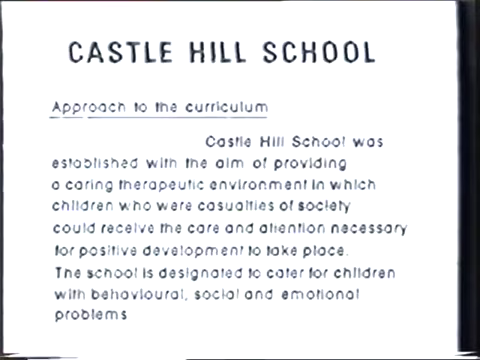 CASTLE HILL SCHOOL
Approach to the curriculum
Castle Hill School was
established with the aim of providing
a caring therapeutic environment in which
children who were casualties of society
could receive the care and attention necessary
for positive development to take place.
The school is designated to cater for children
with behavioural, social and emotional
problems